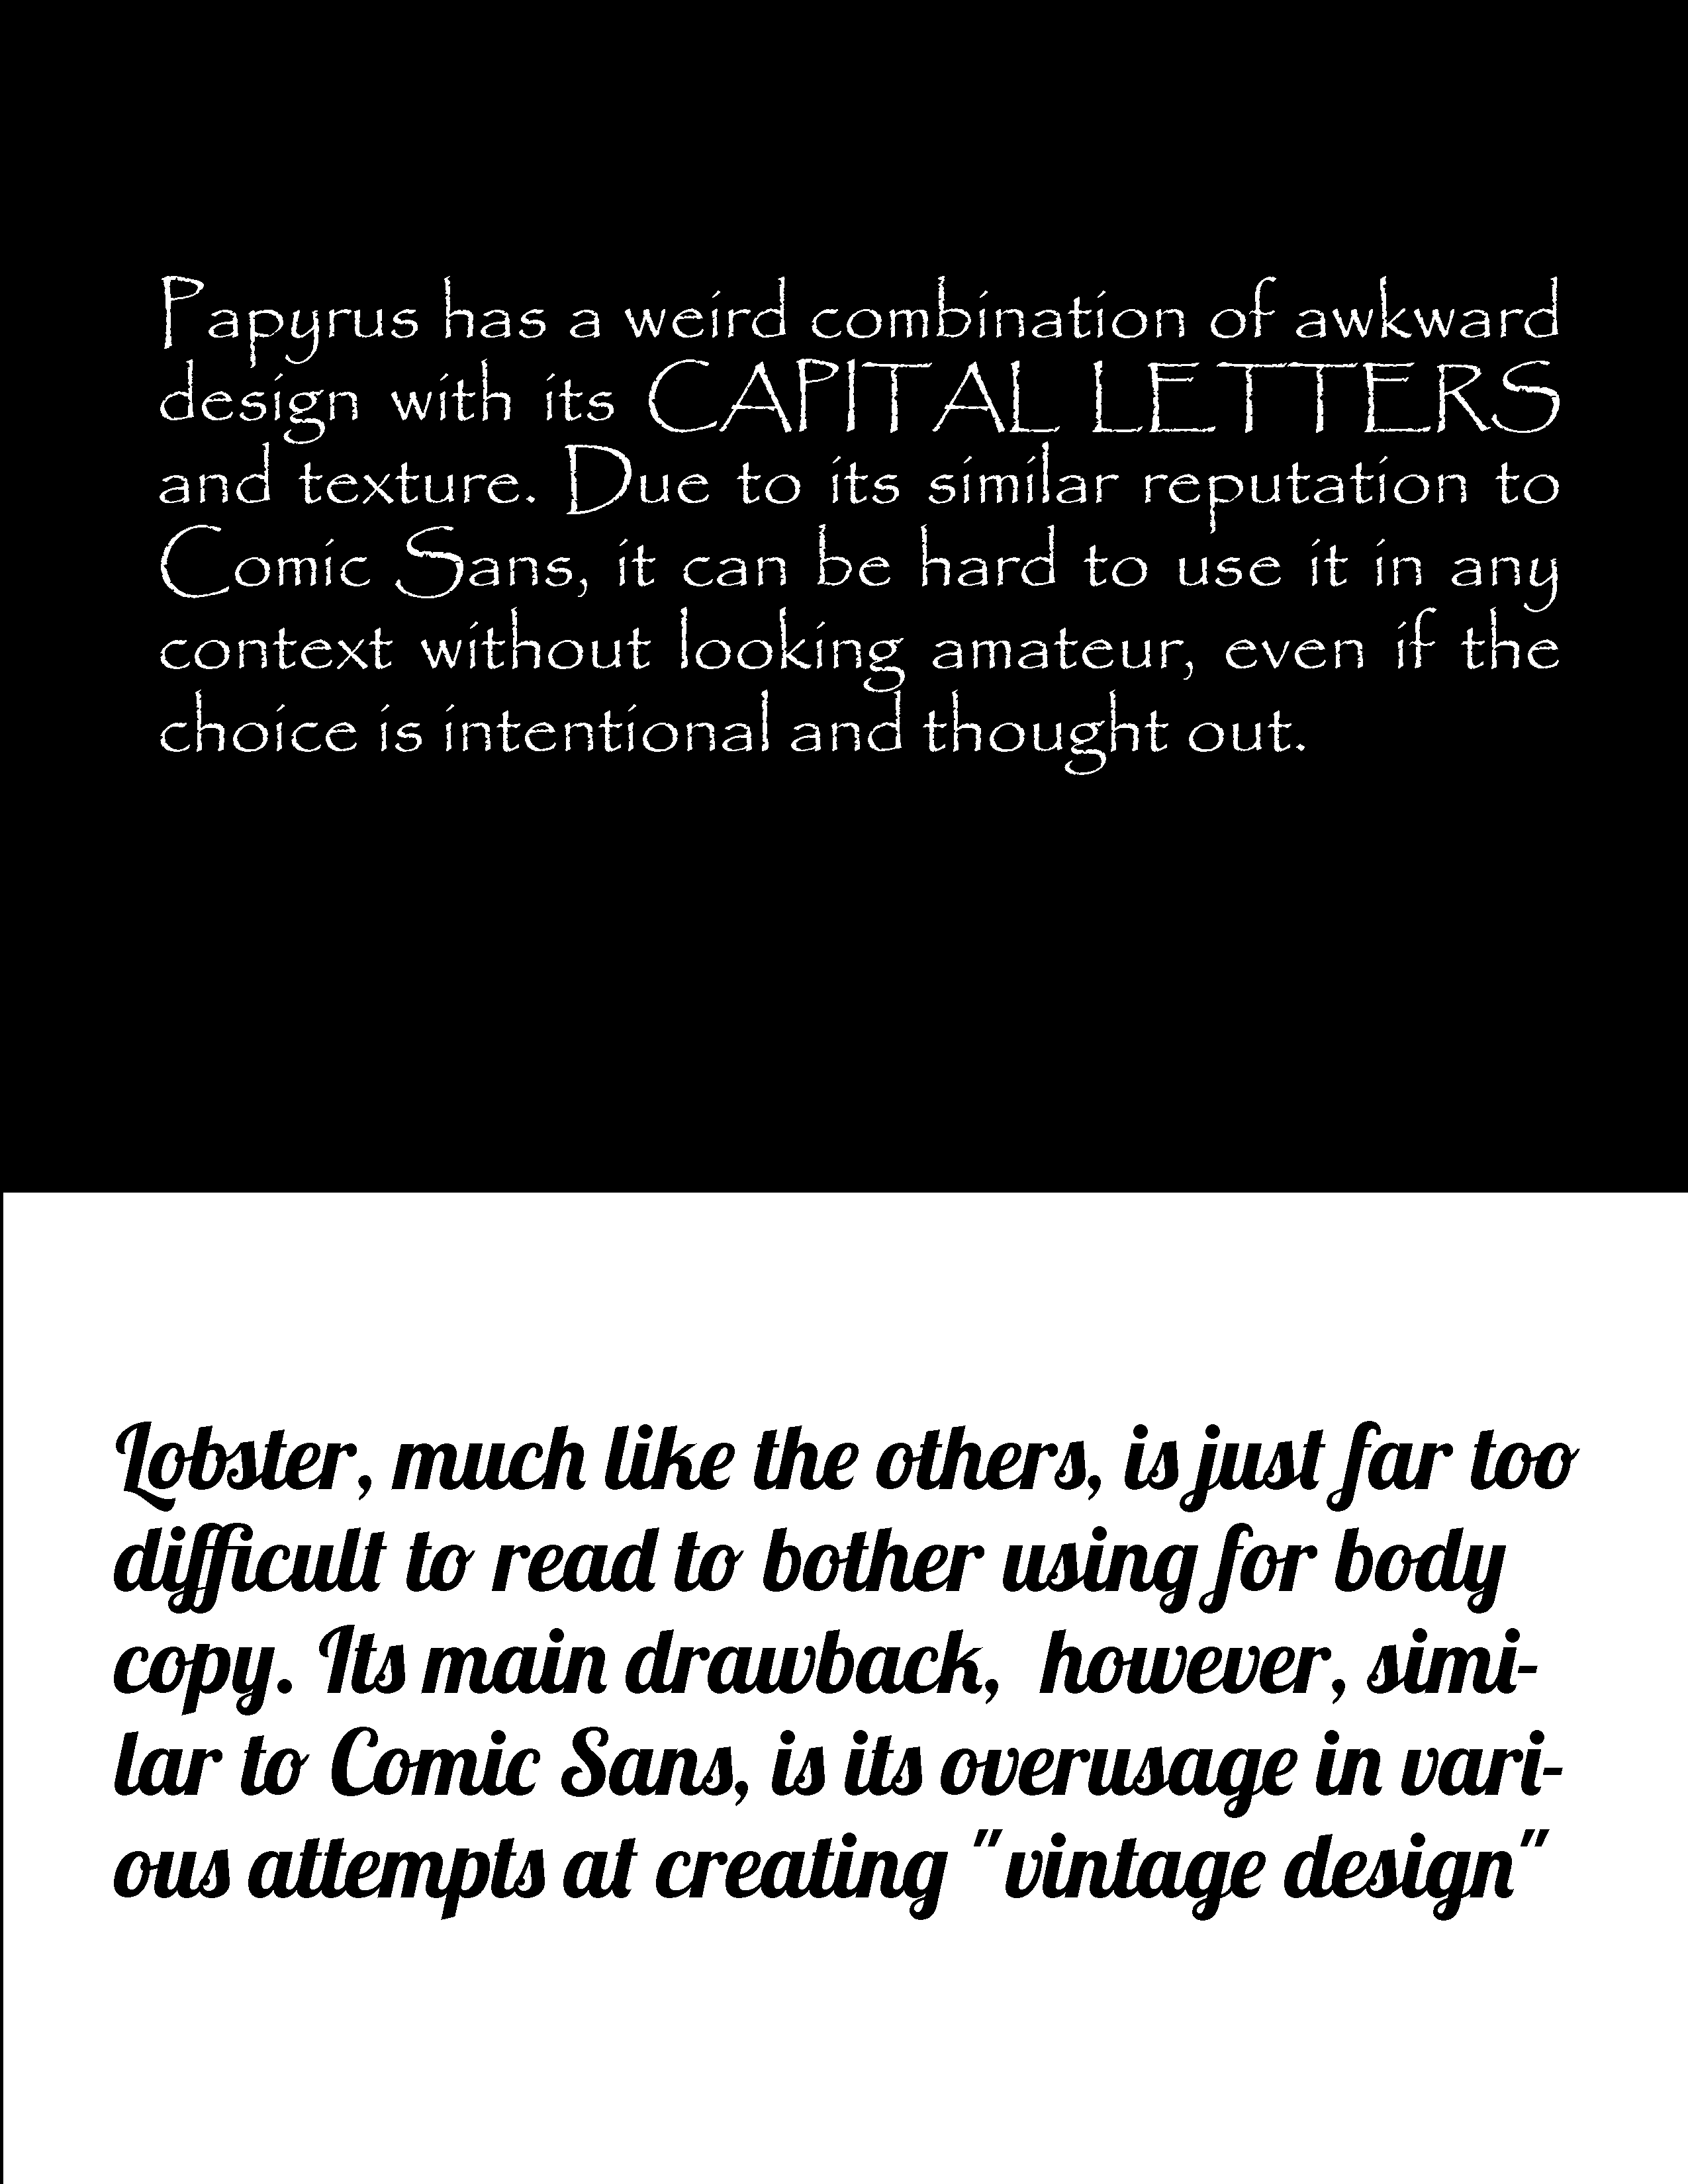 Papyrus has a weird combination of awkward
design with its CAPITAL LETTERS
and texture. Due to its similar reputation to
Comic Sans, it can be hard to use it in any
context without looking amateur, even if the
choice is intentional and thought out.
Lobster, much like the others, is just far too
difficult to read to bother using for body
copy. Its main drawback,  however, simi-
lar to Comic Sans, is its overusage in vari-
ous attempts at creating "vintage design"